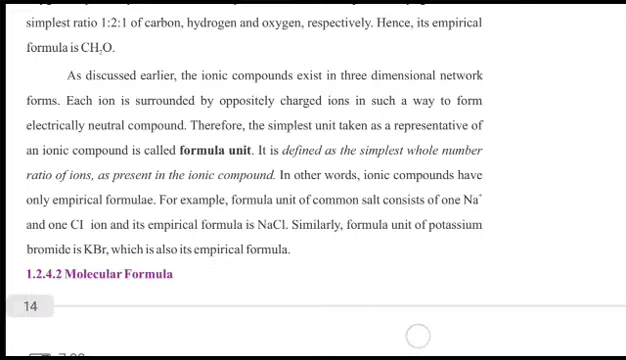 simplest ratio 1:2:1 of carbon, hydrogen and oxygen, respectively. Hence, its empirical
formula is CH₂O.
As discussed earlier, the ionic compounds exist in three dimensional network
forms. Each ion is surrounded by oppositely charged ions in such a way to form
electrically neutral compound. Therefore, the simplest unit taken as a representative of
an ionic compound is called formula unit. It is defined as the simplest whole number
ratio of ions, as present in the ionic compound. In other words, ionic compounds have
only empirical formulae. For example, formula unit of common salt consists of one Na⁺
and one Cl ion and its empirical formula is NaCl. Similarly, formula unit of potassium
bromide is KBr, which is also its empirical formula.
1.2.4.2 Molecular Formula
14